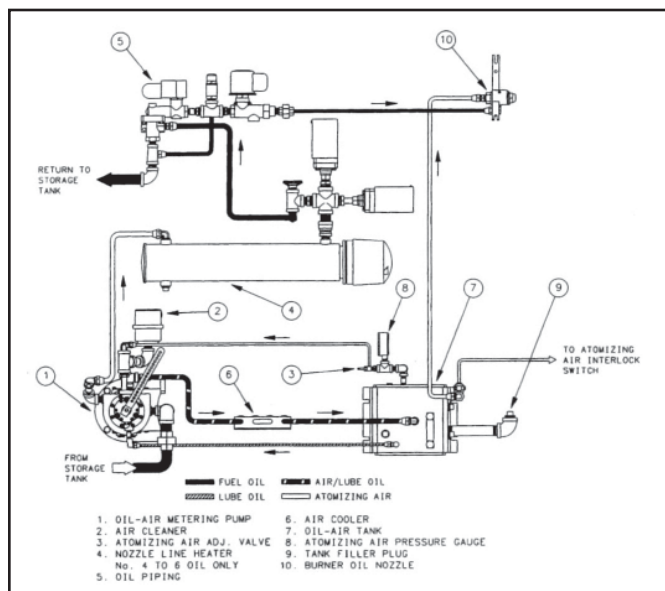 5
10
RETURN TO
STORAGE
TANK
2
4
8
7
9
TO ATOMIZING
AIR INTERLOCK
SWITCH
1
6
3
FROM
STORAGE
TANK
FUEL OIL
AIR/LUBE OIL
LUBE OIL
ATOMIZING AIR
1. OIL-AIR METERING PUMP
2. AIR CLEANER
3. ATOMIZING AIR ADJ. VALVE
4. NOZZLE LINE HEATER
No. 4 TO 6 OIL ONLY
5. OIL PIPING
6. AIR COOLER
7. OIL-AIR TANK
8. ATOMIZING AIR PRESSURE GAUGE
9. TANK FILLER PLUG
10. BURNER OIL NOZZLE